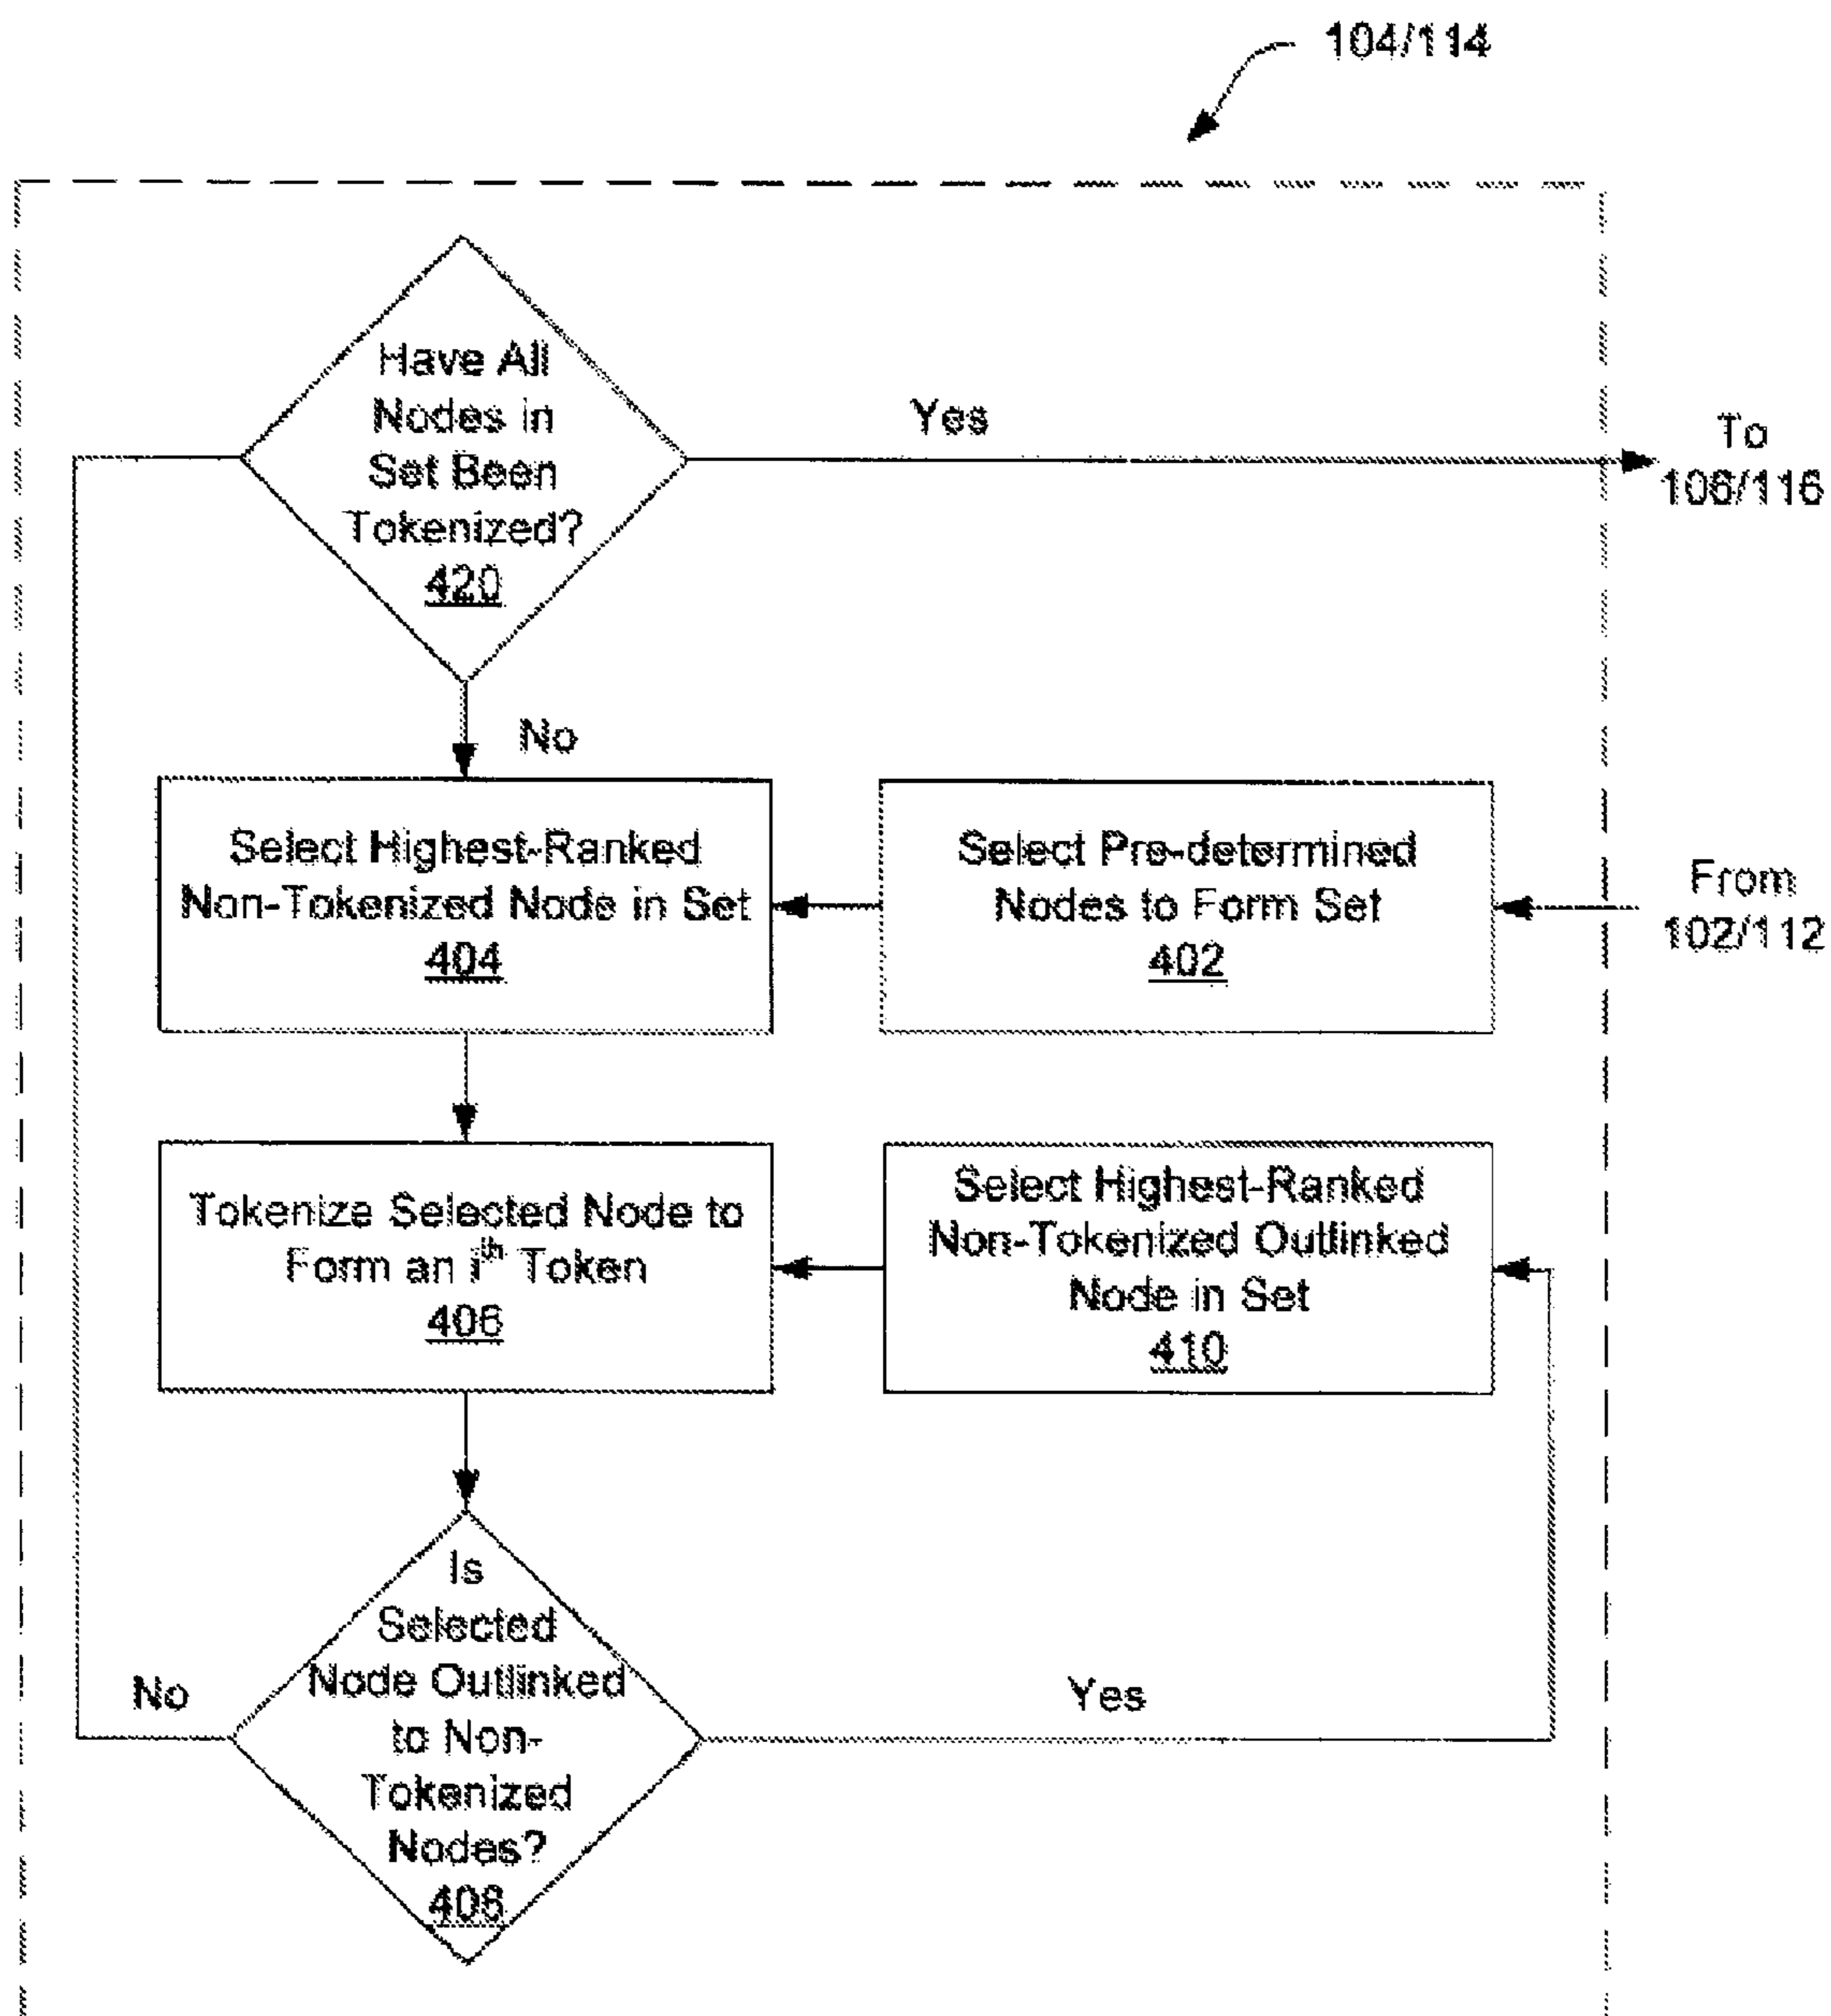 104/114
Have All
Nodes in
Set Been
Tokenized?
420
Yes
To
106/116
No
Select Highest-Ranked
Non-Tokenized Node in Set
404
Select Pre-determined
Nodes to Form Set
402
From
102/112
Tokenize Selected Node to
Form an ith Token
406
Select Highest-Ranked
Non-Tokenized Outlinked
Node in Set
410
Is
Selected
Node Outlinked
to Non-
Tokenized
Nodes?
408
No
Yes